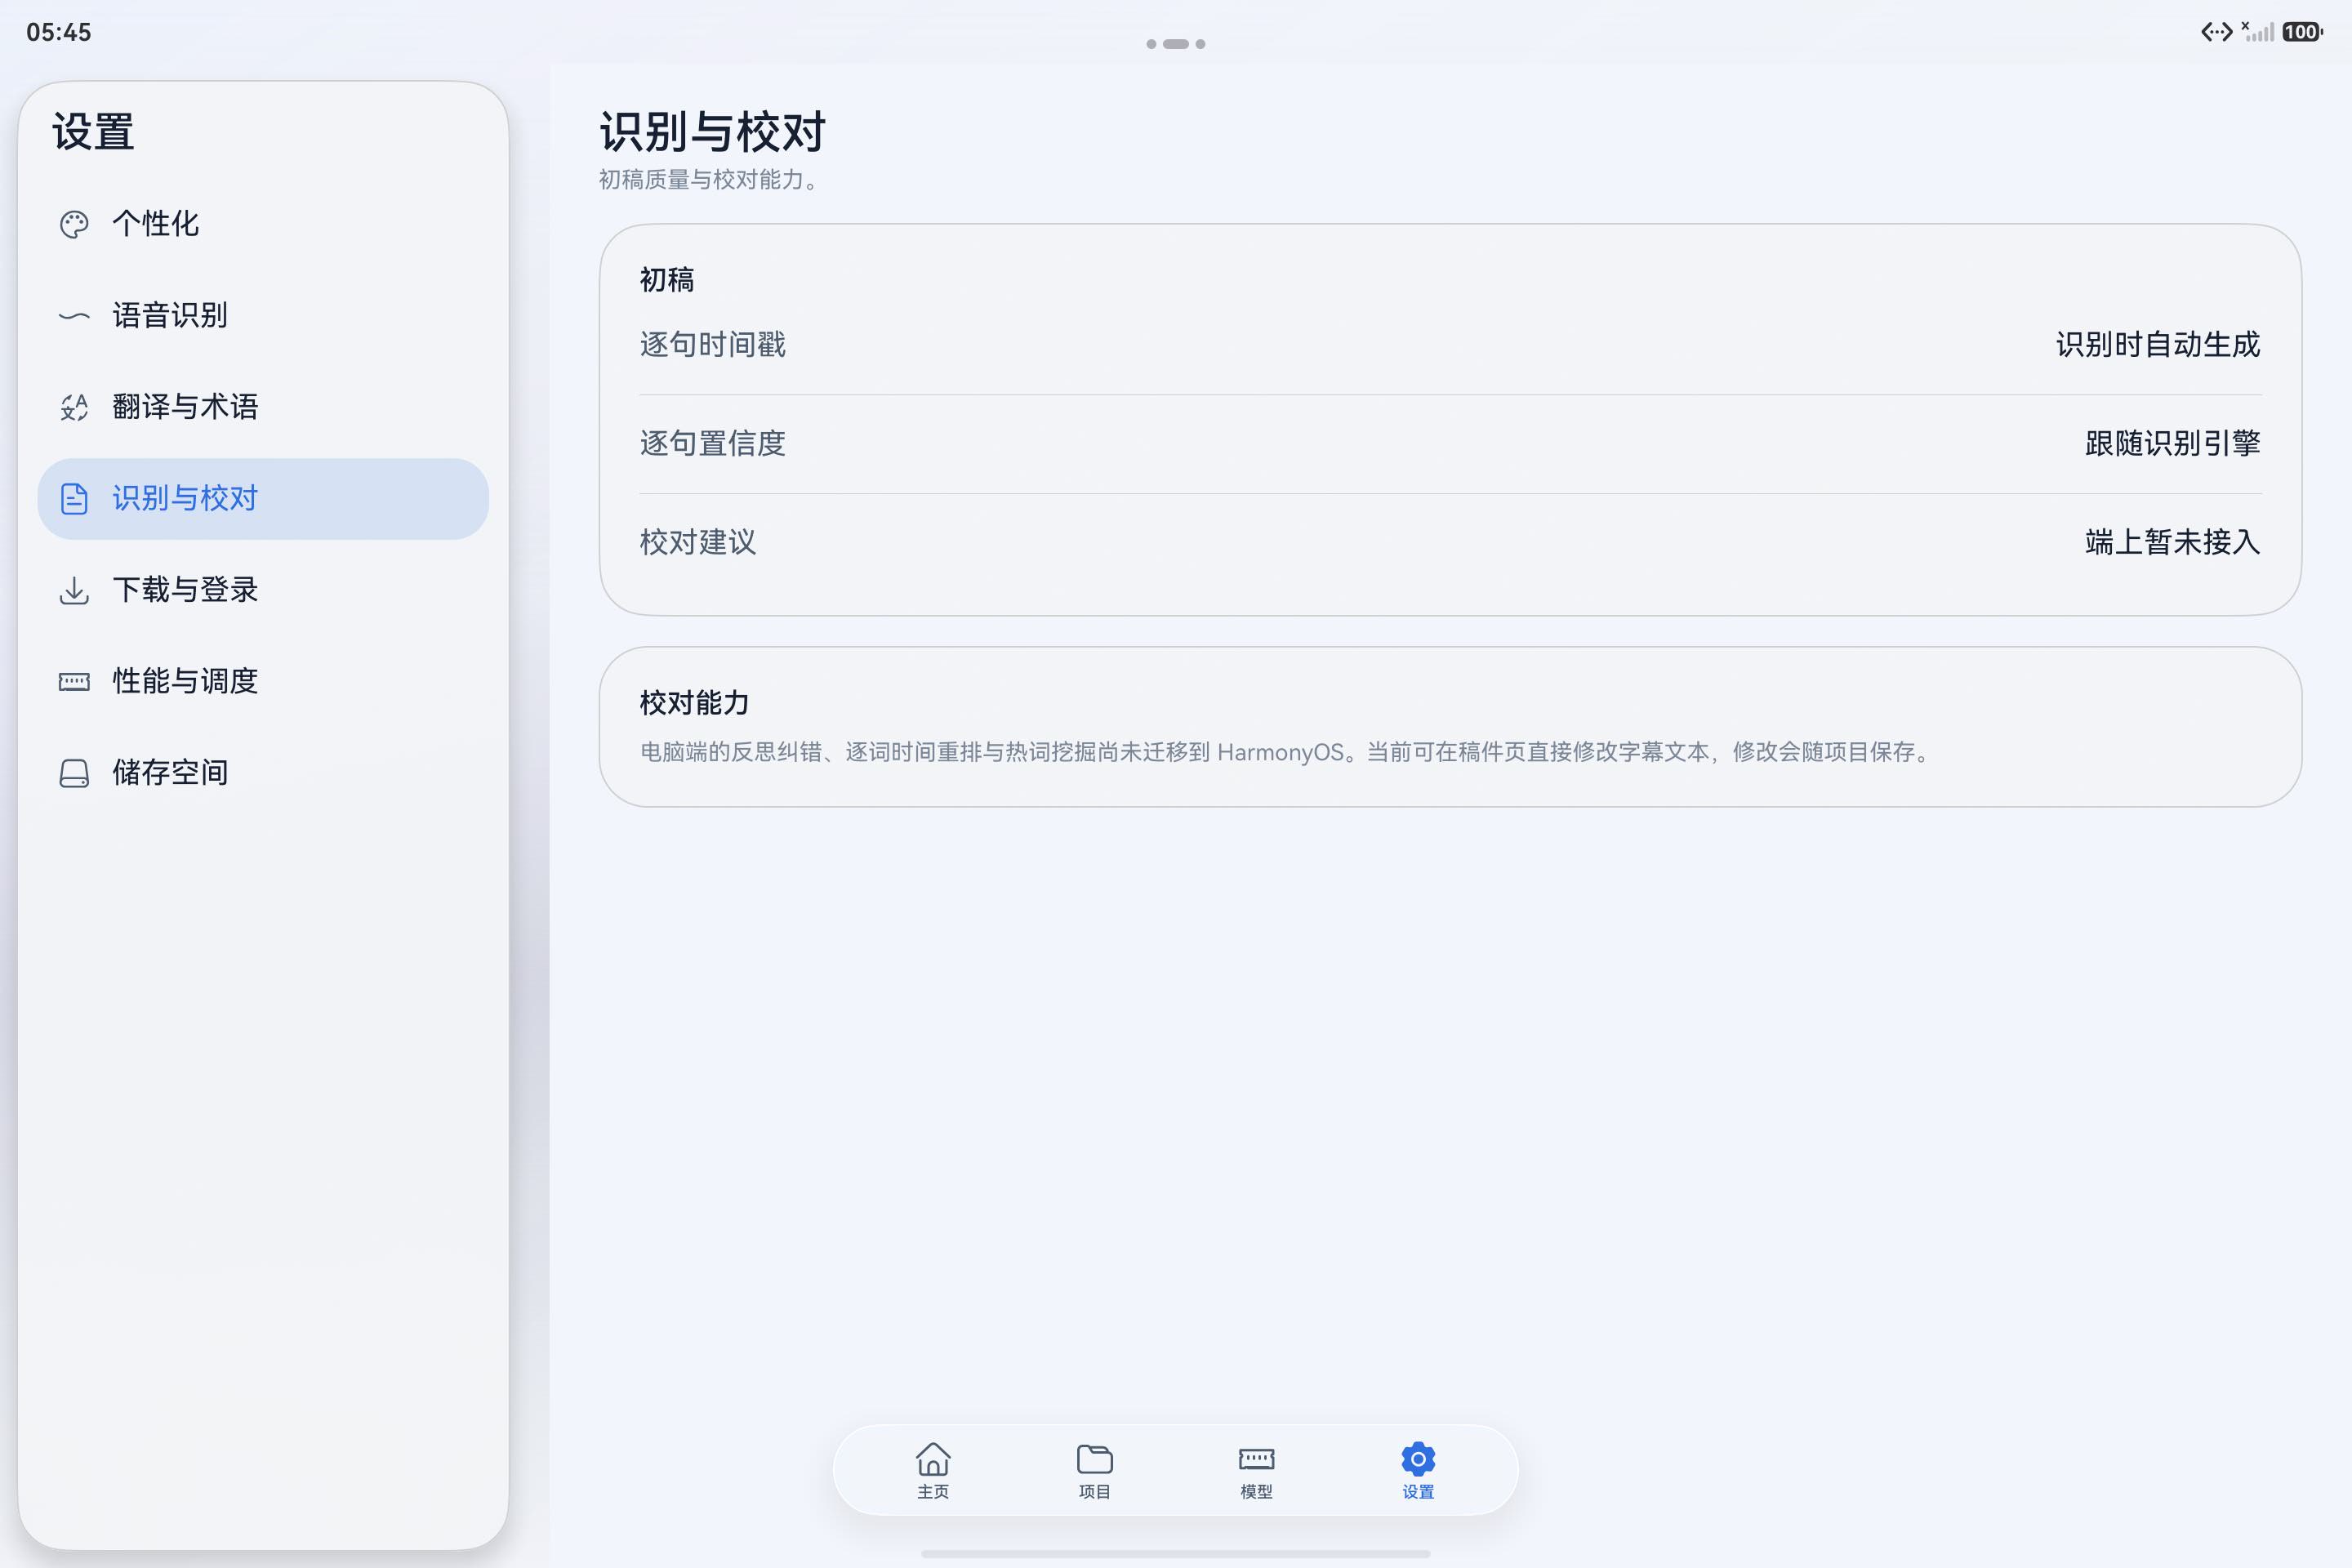 05:45
100
设置
个性化
语音识别
翻译与术语
识别与校对
下载与登录
性能与调度
储存空间
识别与校对
初稿质量与校对能力。
初稿
逐句时间戳 识别时自动生成
逐句置信度 跟随识别引擎
校对建议 端上暂未接入
校对能力
电脑端的反思纠错、逐词时间重排与热词挖掘尚未迁移到 HarmonyOS。当前可在稿件页直接修改字幕文本，修改会随项目保存。
主页 项目 模型 设置